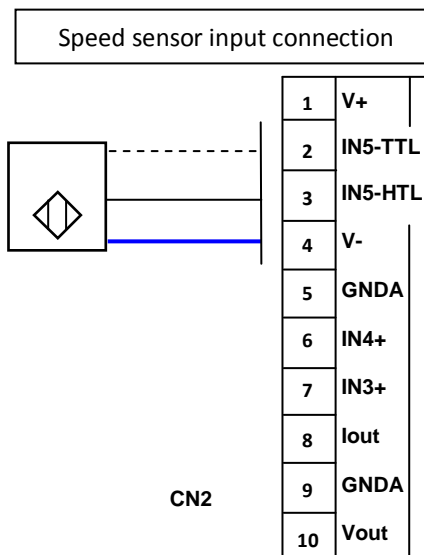 Speed sensor input connection
1 V+
2 IN5-TTL
3 IN5-HTL
4 V-
5 GNDA
6 IN4+
7 IN3+
8 Iout
CN2
9 GNDA
10 Vout